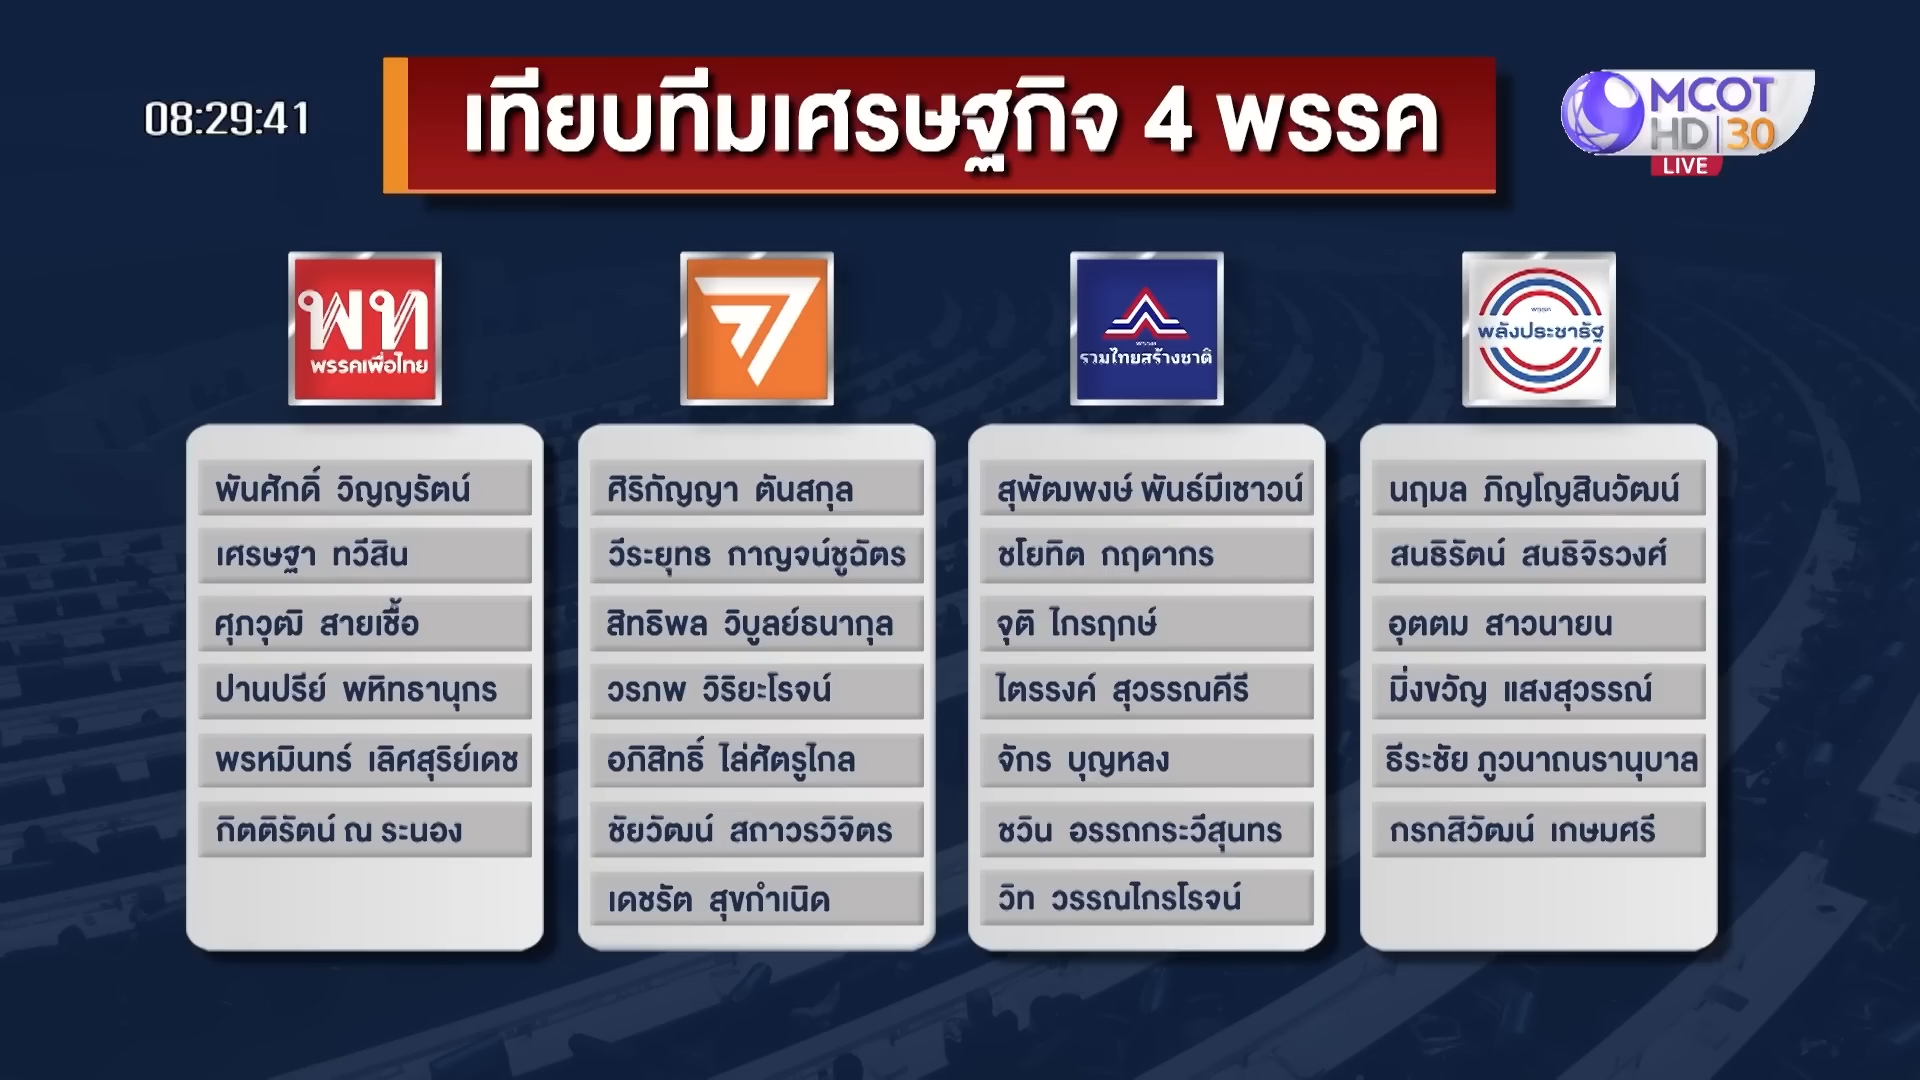 08:29:41
เทียบทีมเศรษฐกิจ 4 พรรค
MCOT
HD 30
LIVE
พท
พรรคเพื่อไทย
พันศักดิ์ วิญญรัตน์
เศรษฐา ทวีสิน
ศุภวุฒิ สายเชื้อ
ปานปรีย์ พหิทธานุกร
พรหมินทร์ เลิศสุริย์เดช
กิตติรัตน์ ณ ระนอง
ศิริกัญญา ตันสกุล
วีระยุทธ กาญจน์ชูฉัตร
สิทธิพล วิบูลย์ธนากุล
วรภพ วิริยะโรจน์
อภิสิทธิ์ ไล่ศัตรูไกล
ชัยวัฒน์ สถาวรวิจิตร
เดชรัต สุขกำเนิด
พรรค
รวมไทยสร้างชาติ
สุพัฒพงษ์ พันธ์มีเชาวน์
ชโยทิต กฤดากร
จุติ ไกรฤกษ์
ไตรรงค์ สุวรรณคีรี
จักร บุญหลง
ชวิน อรรถกระวีสุนทร
วิท วรรณไกรโรจน์
พรรค
พลังประชารัฐ
นฤมล ภิญโญสินวัฒน์
สนธิรัตน์ สนธิจิรวงศ์
อุตตม สาวนายน
มิ่งขวัญ แสงสุวรรณ์
ธีระชัย ภูวนาถนรานุบาล
กรกสิวัฒน์ เกษมศรี